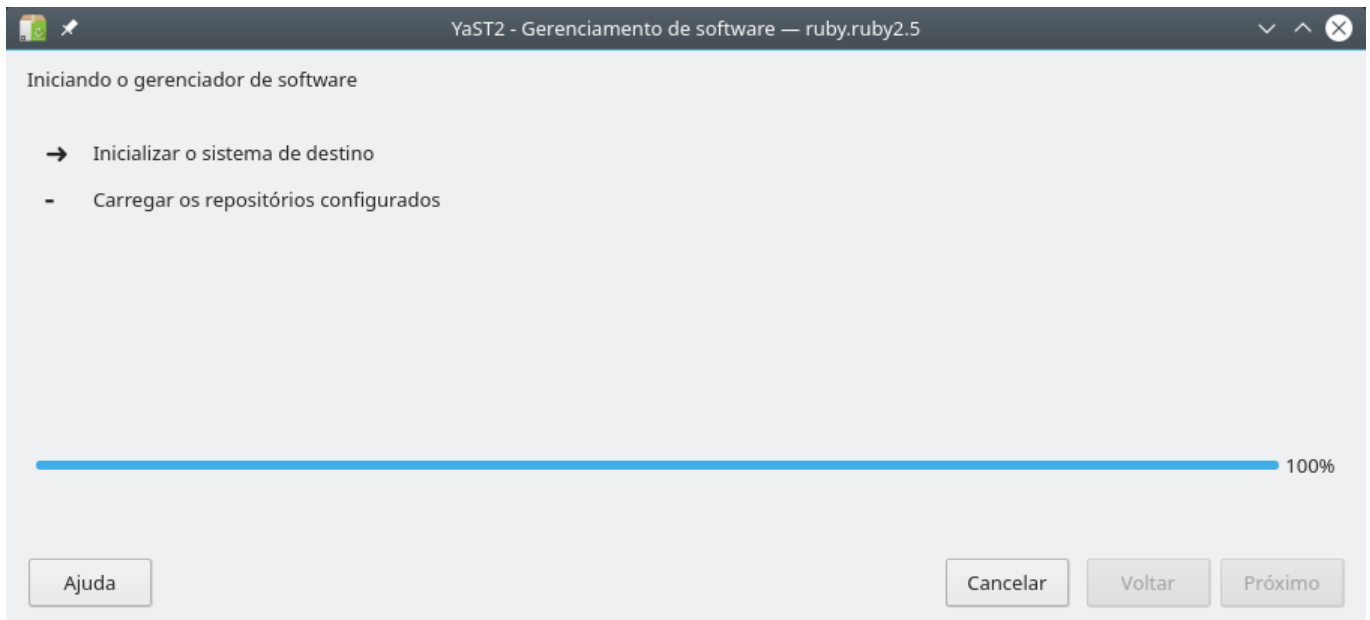 YaST2 - Gerenciamento de software — ruby.ruby2.5
Iniciando o gerenciador de software
➔ Inicializar o sistema de destino
- Carregar os repositórios configurados
100%
Ajuda Cancelar Voltar Próximo